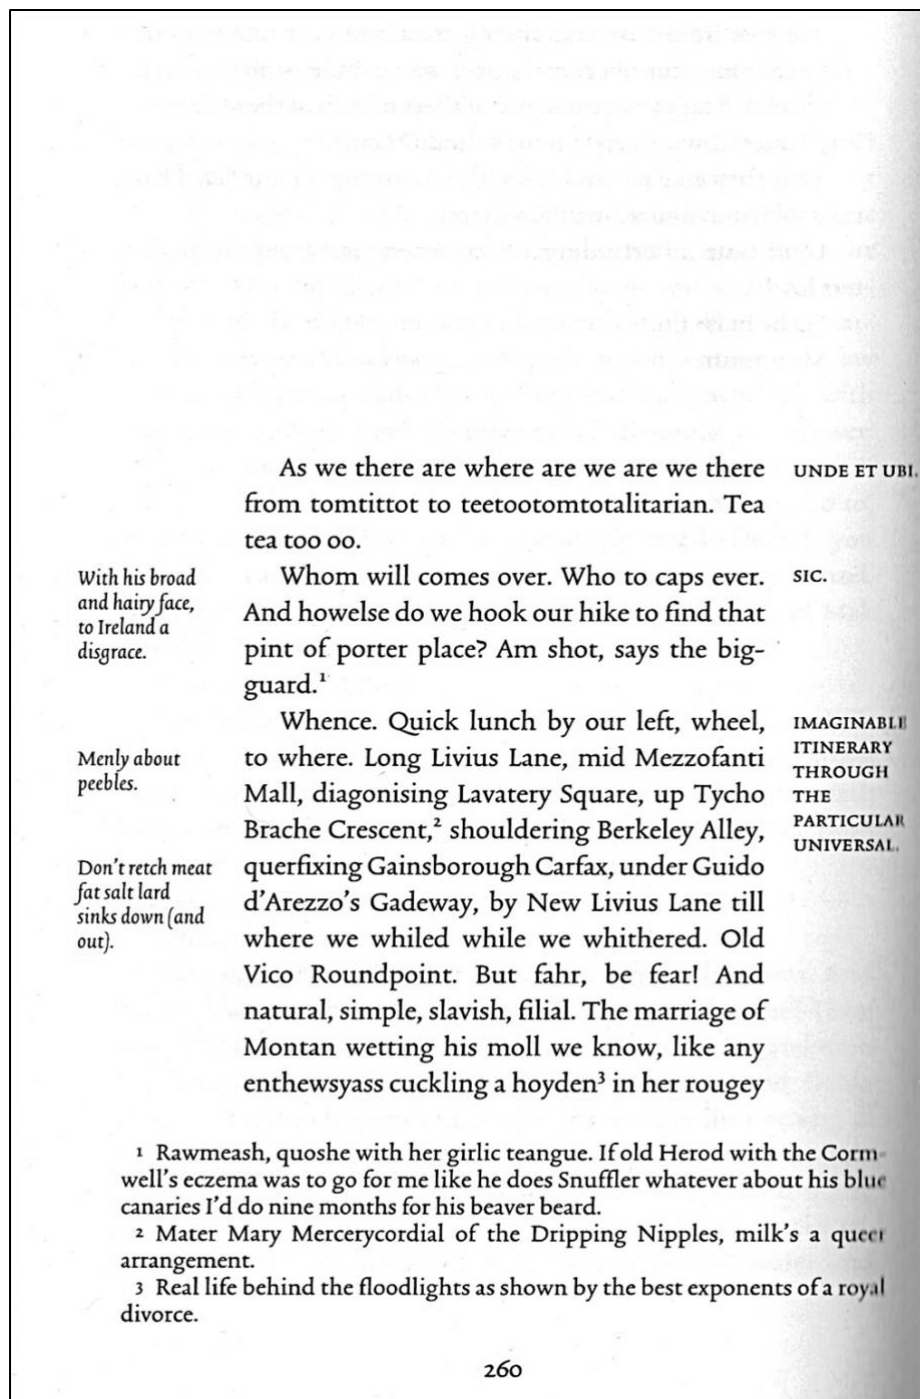 As we there are where are we are we there
from tomtittot to teetootomtotalitarian. Tea
tea too oo.
UNDE ET UBI.
With his broad
and hairy face,
to Ireland a
disgrace.
Whom will comes over. Who to caps ever.
And howelse do we hook our hike to find that
pint of porter place? Am shot, says the big-
guard.¹
SIC.
Whence. Quick lunch by our left, wheel,
to where. Long Livius Lane, mid Mezzofanti
Mall, diagonising Lavatery Square, up Tycho
Brache Crescent,² shouldering Berkeley Alley,
querfixing Gainsborough Carfax, under Guido
d'Arezzo's Gadeway, by New Livius Lane till
where we whiled while we whithered. Old
Vico Roundpoint. But fahr, be fear! And
natural, simple, slavish, filial. The marriage of
Montan wetting his moll we know, like any
enthewsyass cuckling a hoyden³ in her rougey
Menly about
peebles.
Don't retch meat
fat salt lard
sinks down (and
out).
IMAGINABLE
ITINERARY
THROUGH
THE
PARTICULAR
UNIVERSAL.
¹ Rawmeash, quoshe with her girlic teangue. If old Herod with the Corm-
well's eczema was to go for me like he does Snuffler whatever about his blue
canaries I'd do nine months for his beaver beard.
² Mater Mary Mercerycordial of the Dripping Nipples, milk's a queer
arrangement.
³ Real life behind the floodlights as shown by the best exponents of a royal
divorce.
260